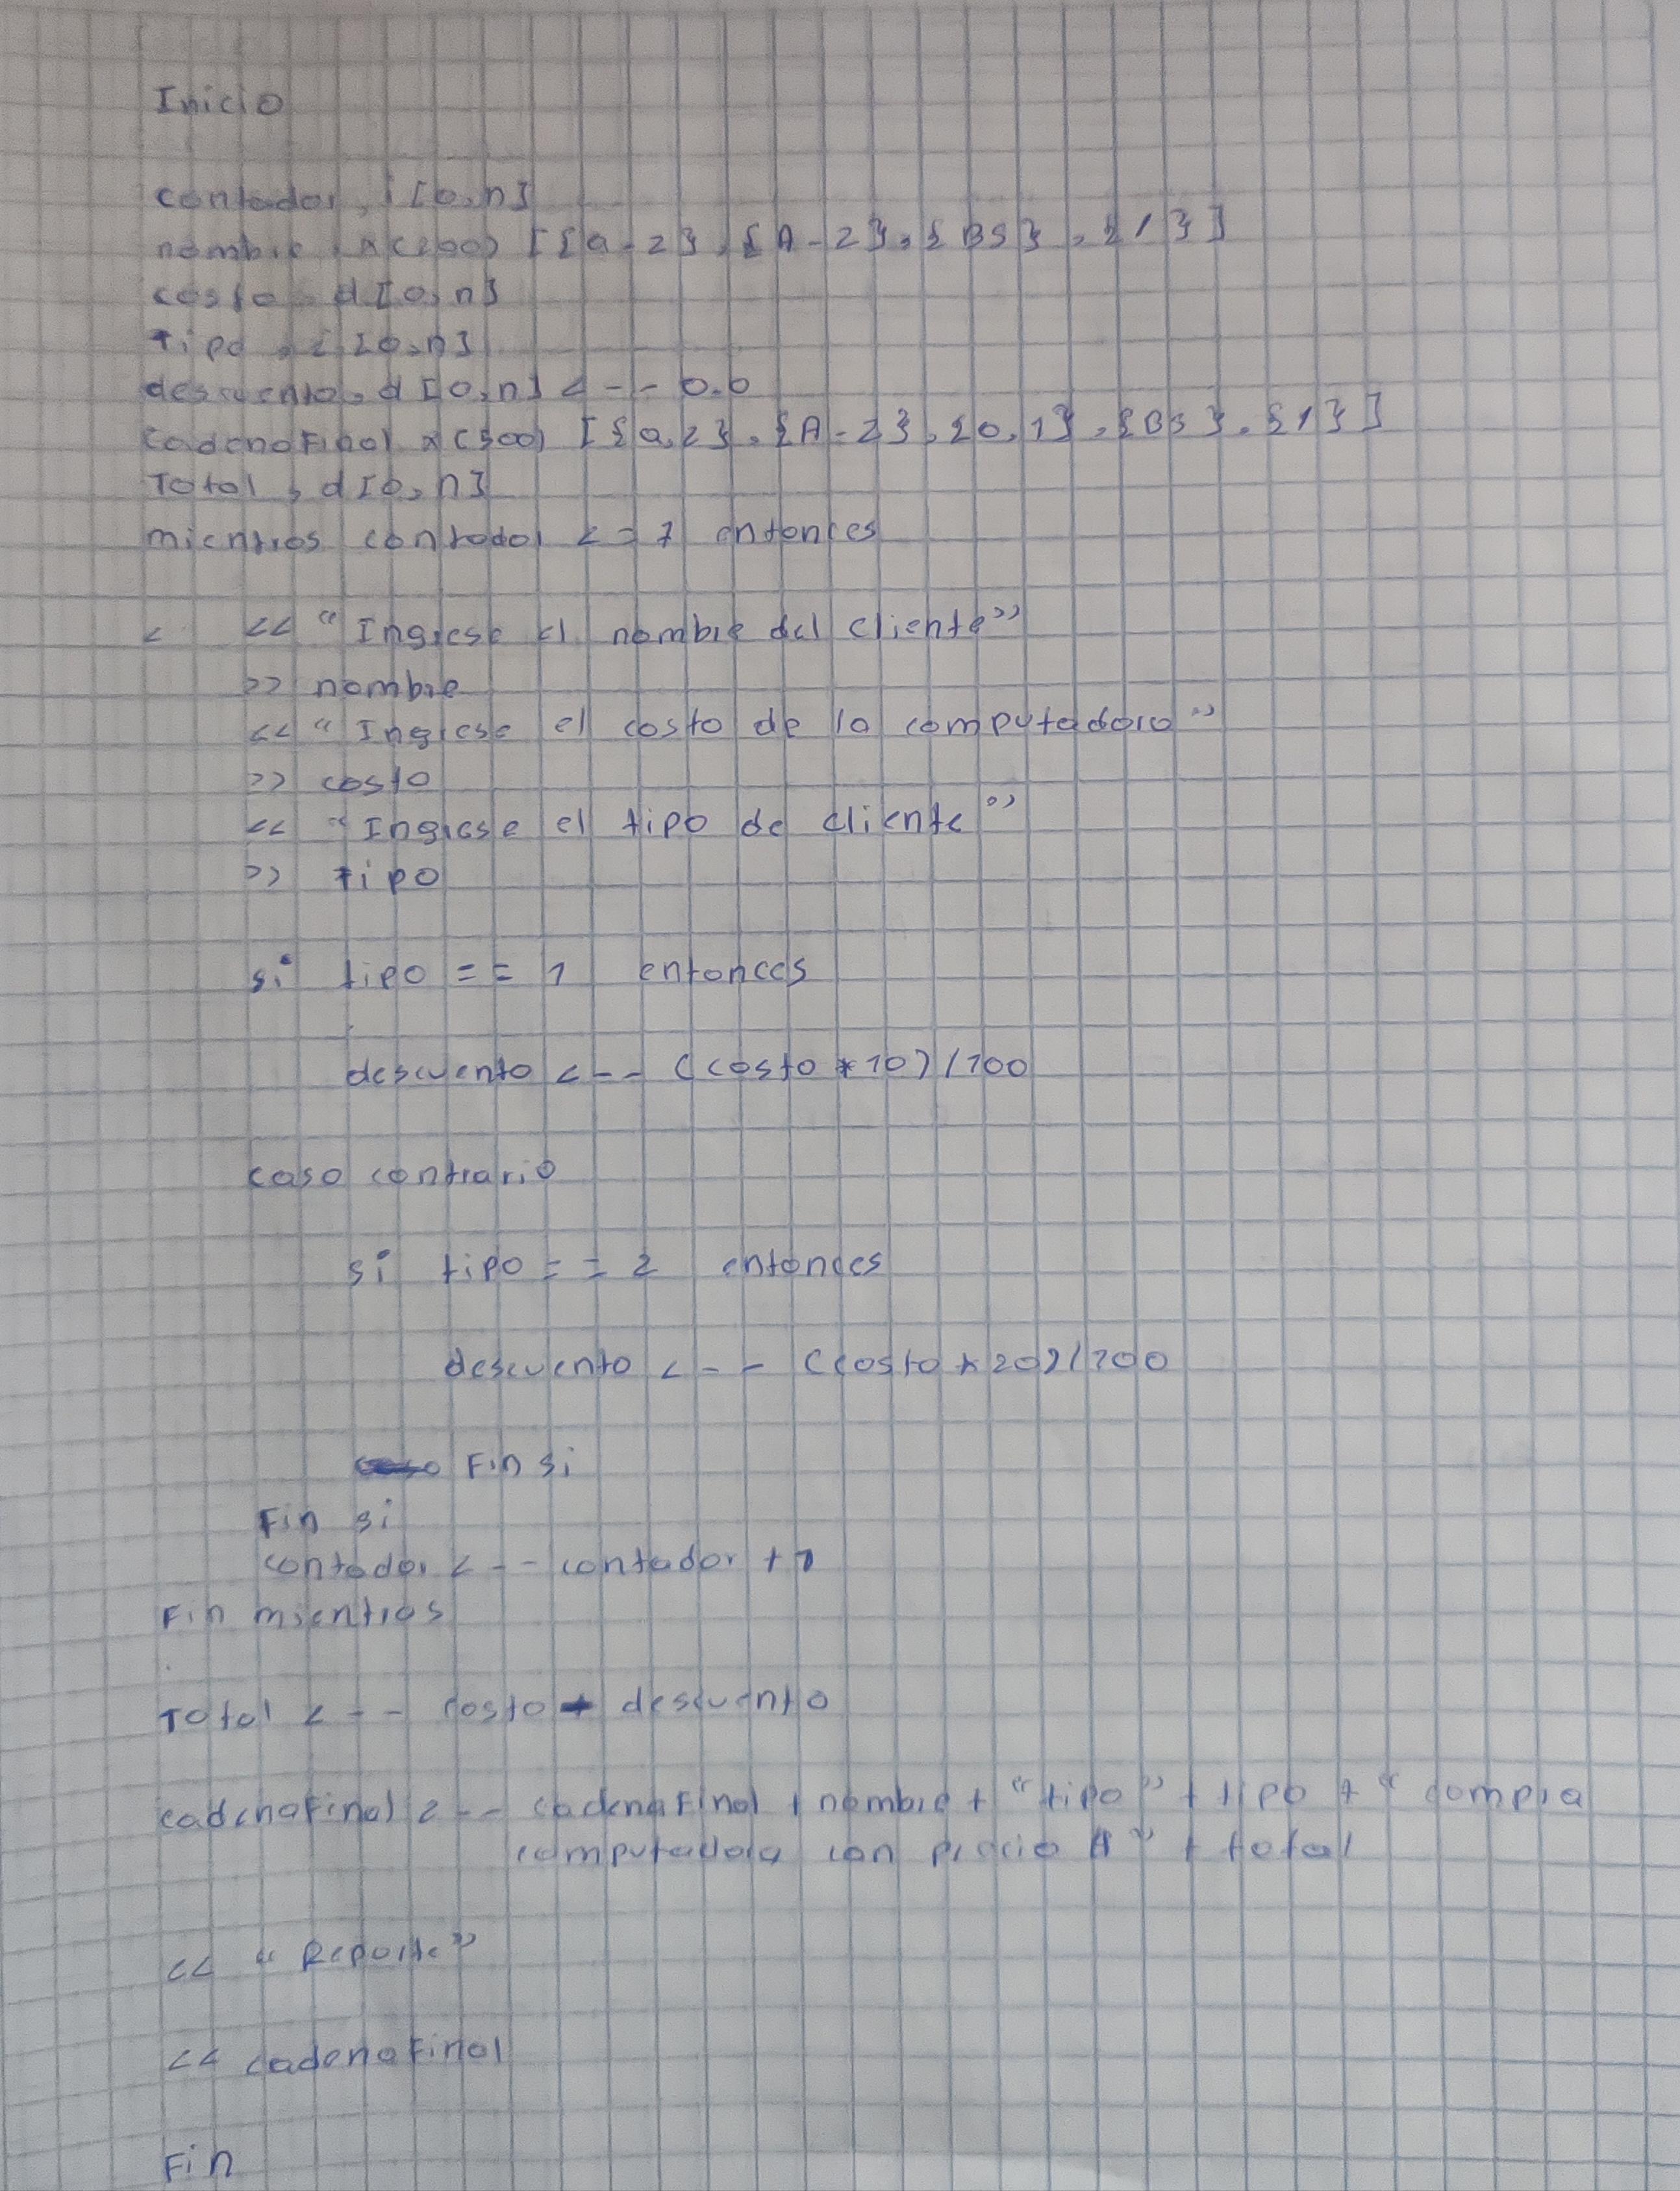 Inicio
contador, i [0,n]
nombre, x(200) [{a-z}, {A-Z}, {BS}, {1}]
costo, d[0,n]
tipo, i [0,n]
descuento, d [0,n] <-- 0.0
cadenaFinal x(500) [{a,z}, {A-Z}, {0,1}, {BS}, {1}]
Total, d[0,n]
mientras contador <= 7 entonces
< << "Ingrese el nombre del cliente"
>> nombre
<< "Ingrese el costo de la computadora"
>> costo
<< "Ingrese el tipo de cliente"
>> tipo
si tipo == 1 entonces
descuento <-- (costo * 10) / 100
caso contrario
si tipo == 2 entonces
descuento <-- (costo * 20) / 100
Fin si
Fin si
contador <-- contador + 1
Fin mientras
Total <-- costo - descuento
cadenaFinal <-- cadenaFinal + nombre + "tipo" + tipo + "compra
computadora con precio A" + total
<< "Reporte"
<< cadenaFinal
Fin